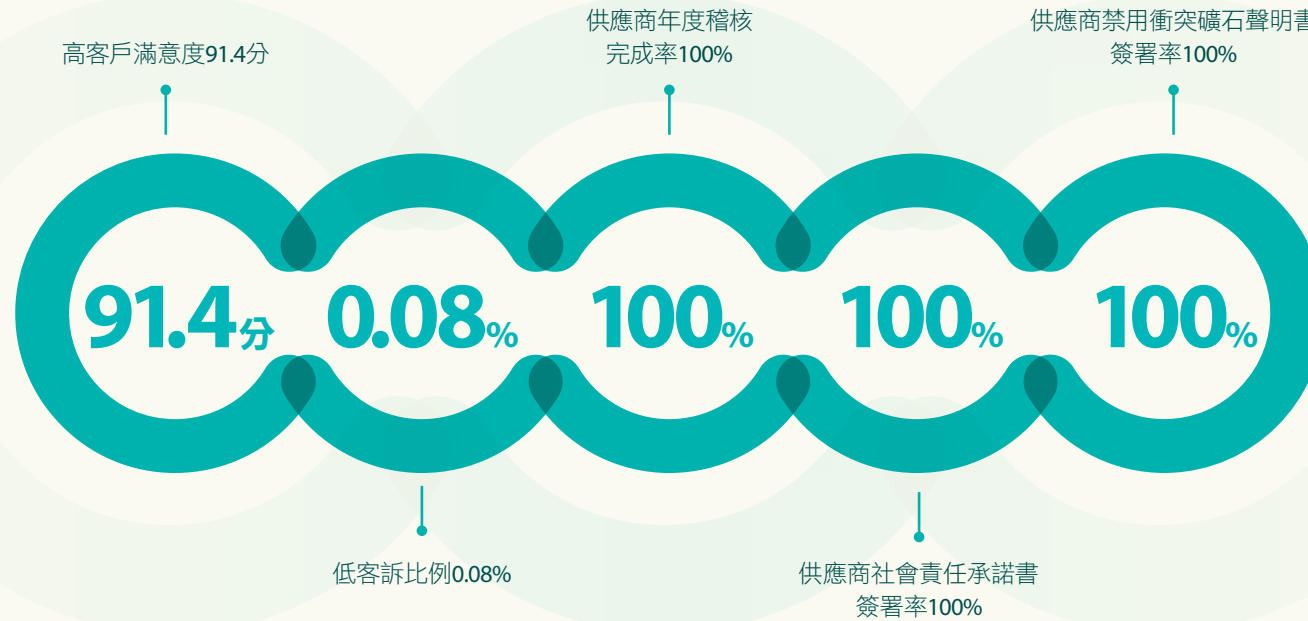 高客戶滿意度91.4分
供應商年度稽核
完成率100%
供應商禁用衝突礦石聲明書
簽署率100%
91.4分
0.08%
100%
100%
100%
低客訴比例0.08%
供應商社會責任承諾書
簽署率100%